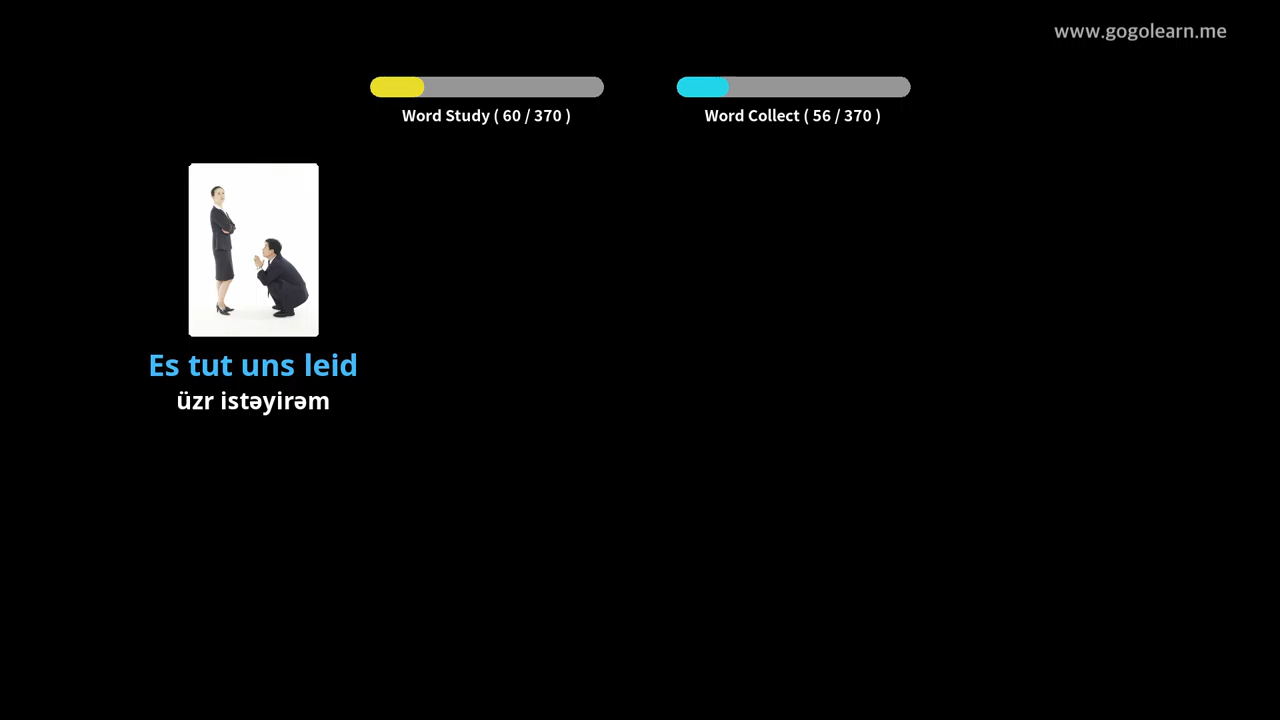 www.gogolearn.me
Word Study ( 60 / 370 )
Word Collect ( 56 / 370 )
Es tut uns leid
üzr istəyirəm